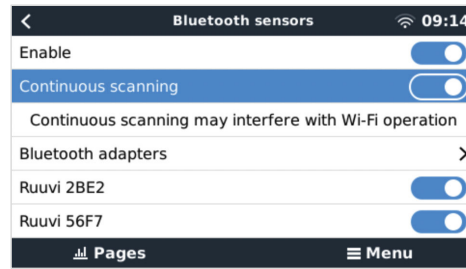 Bluetooth sensors 09:14
Enable
Continuous scanning
Continuous scanning may interfere with Wi-Fi operation
Bluetooth adapters
Ruuvi 2BE2
Ruuvi 56F7
Pages Menu